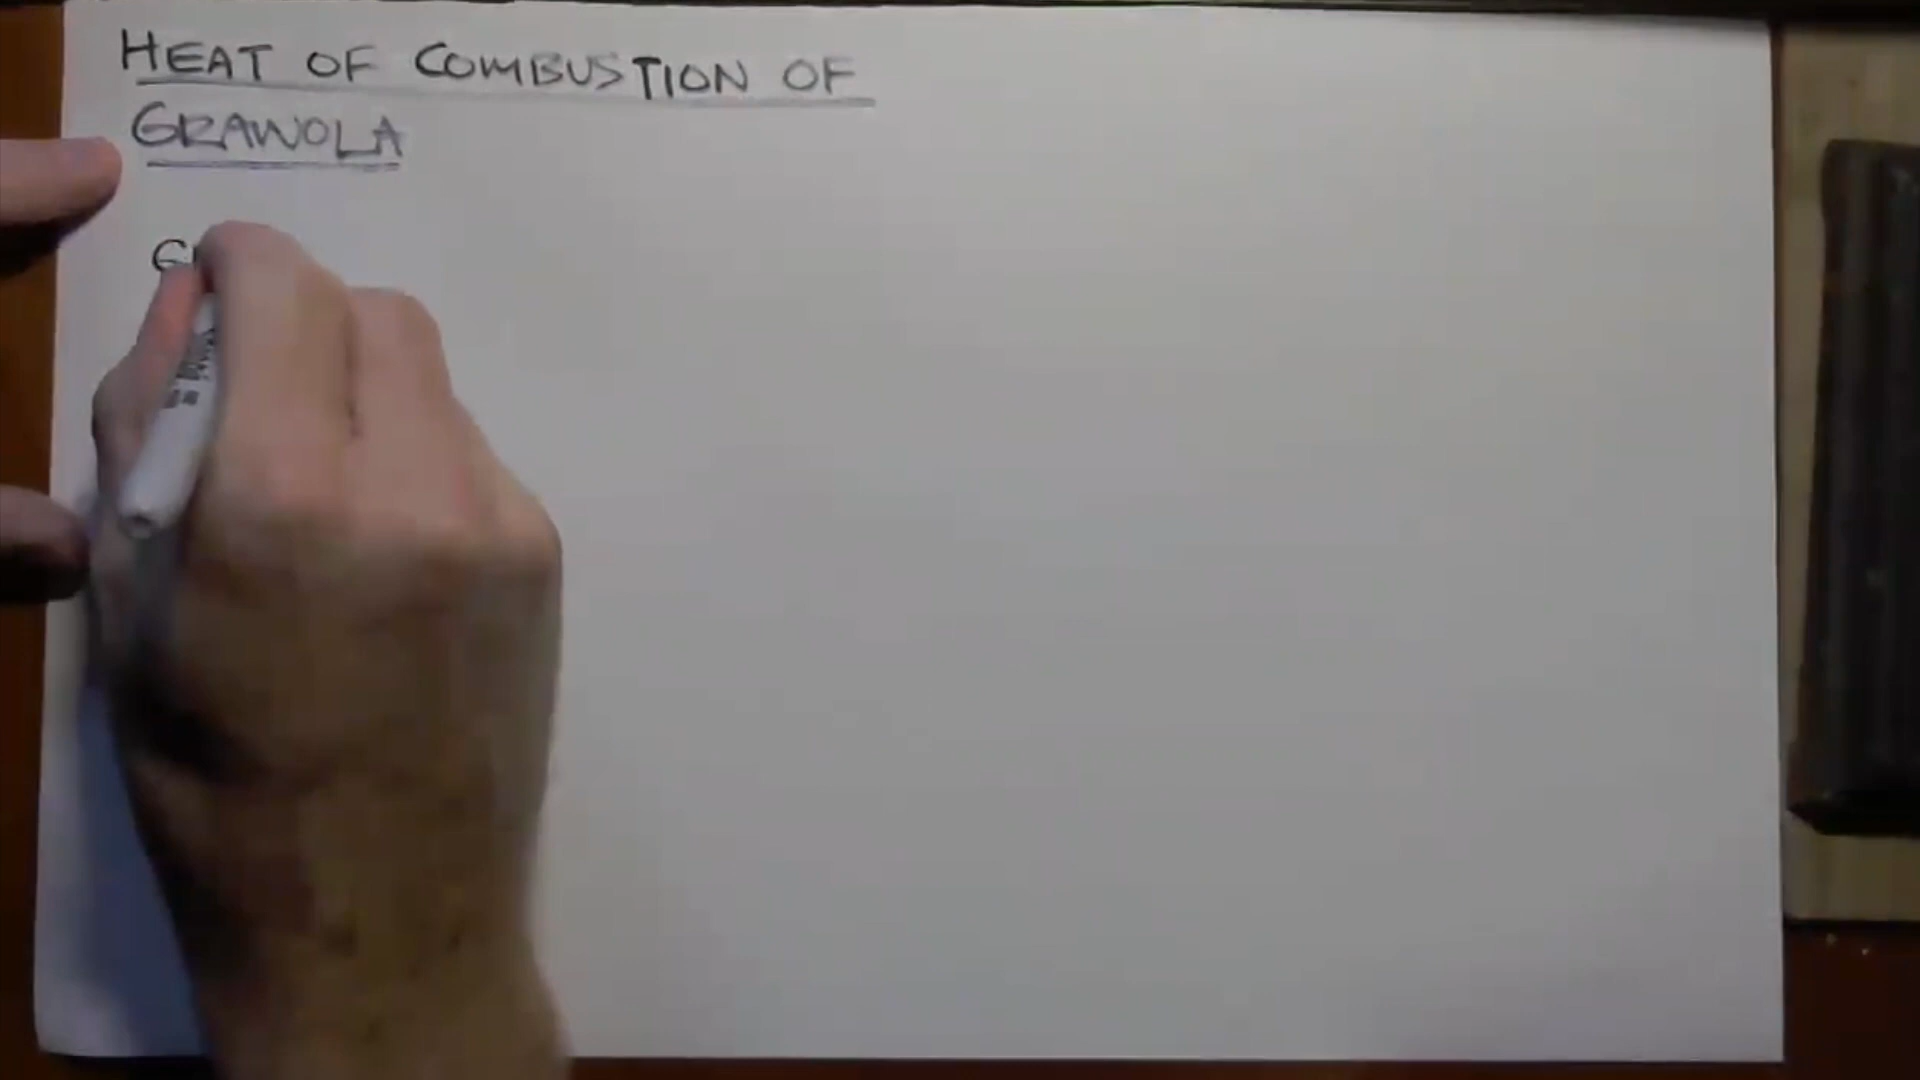 HEAT OF COMBUSTION OF
GRANOLA
G